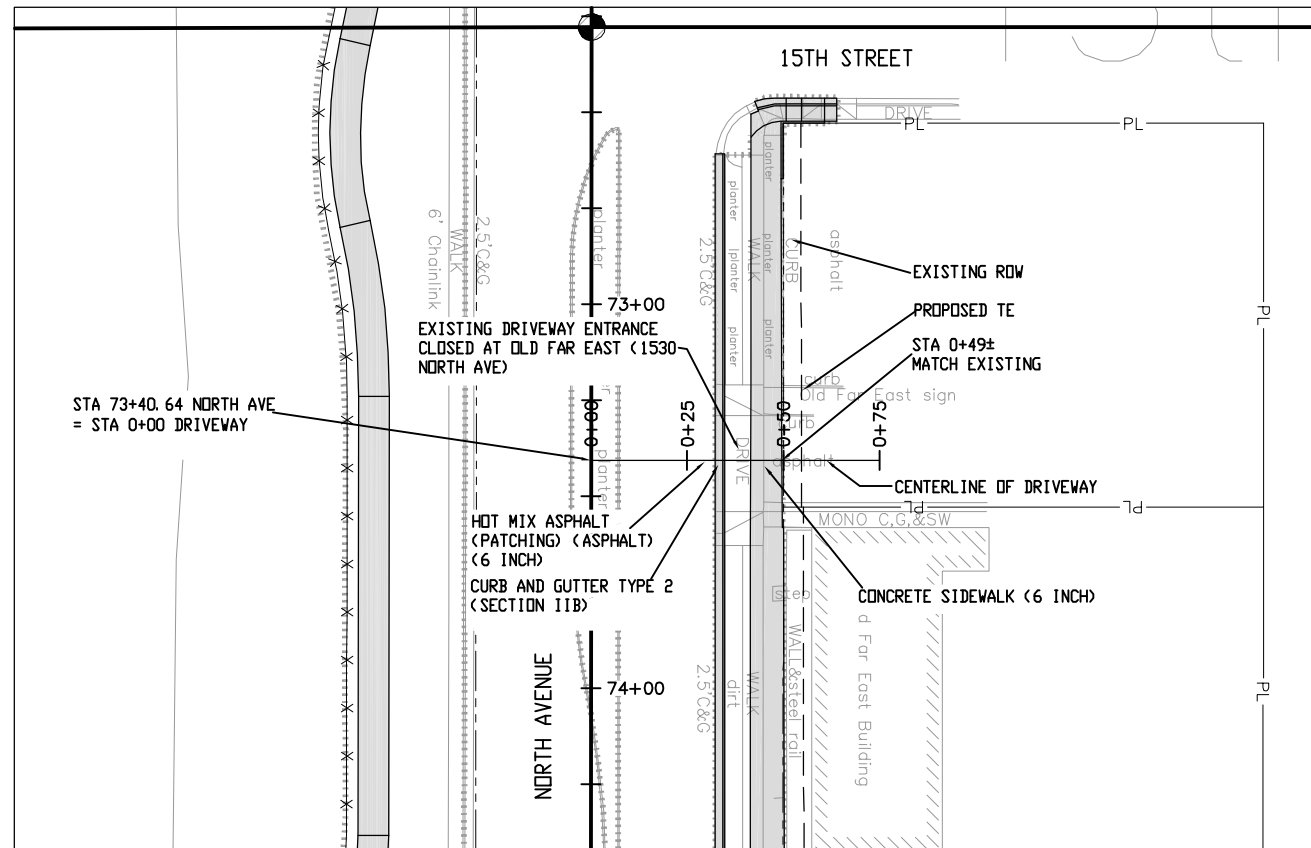 15TH STREET
DRIVE
PL
PL
planter
planter
planter
6' Chainlink
WALK
2.5'C&G
planter
2.5'C&G
planter
WALK
planter
CURB
asphalt
EXISTING ROW
PROPOSED TE
73+00
EXISTING DRIVEWAY ENTRANCE
CLOSED AT OLD FAR EAST (1530
NORTH AVE)
planter
planter
STA 0+49±
MATCH EXISTING
PL
curb
Old Far East sign
STA 73+40.64 NORTH AVE
= STA 0+00 DRIVEWAY
0+00
0+25
0+50
0+75
planter
DRIVE
asphalt
CENTERLINE OF DRIVEWAY
PL
PL
MONO C,G,&SW
HOT MIX ASPHALT
(PATCHING) (ASPHALT)
(6 INCH)
CURB AND GUTTER TYPE 2
(SECTION IIB)
step
CONCRETE SIDEWALK (6 INCH)
NORTH AVENUE
74+00
2.5'C&G
dirt
WALK
WALL&steel rail
d Far East Building
PL